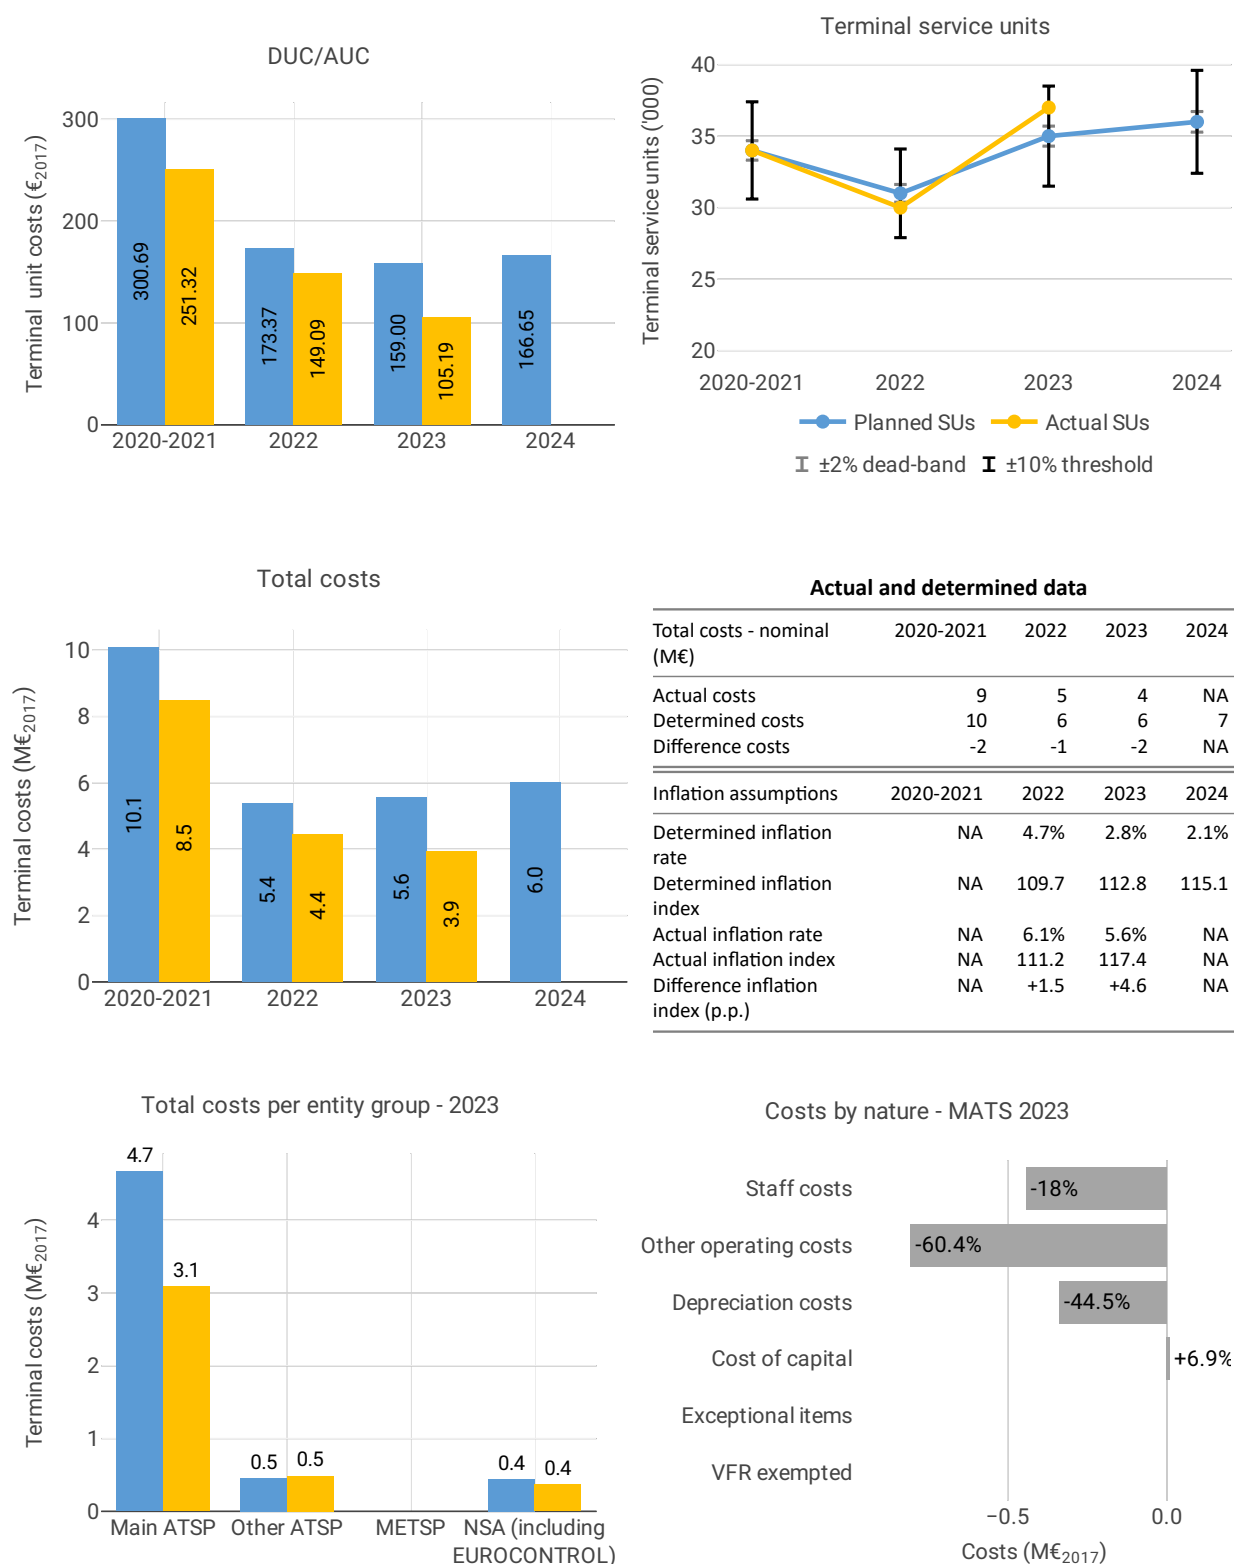 DUC/AUC
Terminal unit costs (€2017)
300
200
100
0
300.69
251.32
173.37
149.09
159.00
105.19
166.65
2020-2021 2022 2023 2024
Terminal service units
Terminal service units ('000)
40
35
30
25
20
2020-2021 2022 2023 2024
Planned SUs Actual SUs
±2% dead-band ±10% threshold
Total costs
Terminal costs (M€2017)
10
8
6
4
2
0
10.1
8.5
5.4
4.4
5.6
3.9
6.0
2020-2021 2022 2023 2024
Actual and determined data
Total costs - nominal 2020-2021 2022 2023 2024
(M€)
Actual costs 9 5 4 NA
Determined costs 10 6 6 7
Difference costs -2 -1 -2 NA
Inflation assumptions 2020-2021 2022 2023 2024
Determined inflation NA 4.7% 2.8% 2.1%
rate
Determined inflation NA 109.7 112.8 115.1
index
Actual inflation rate NA 6.1% 5.6% NA
Actual inflation index NA 111.2 117.4 NA
Difference inflation NA +1.5 +4.6 NA
index (p.p.)
Total costs per entity group - 2023
Terminal costs (M€2017)
4
3
2
1
0
4.7
3.1
0.5
0.5
0.4
0.4
Main ATSP Other ATSP METSP NSA (including
EUROCONTROL)
Costs by nature - MATS 2023
Staff costs -18%
Other operating costs -60.4%
Depreciation costs -44.5%
Cost of capital +6.9%
Exceptional items
VFR exempted
−0.5 0.0
Costs (M€2017)